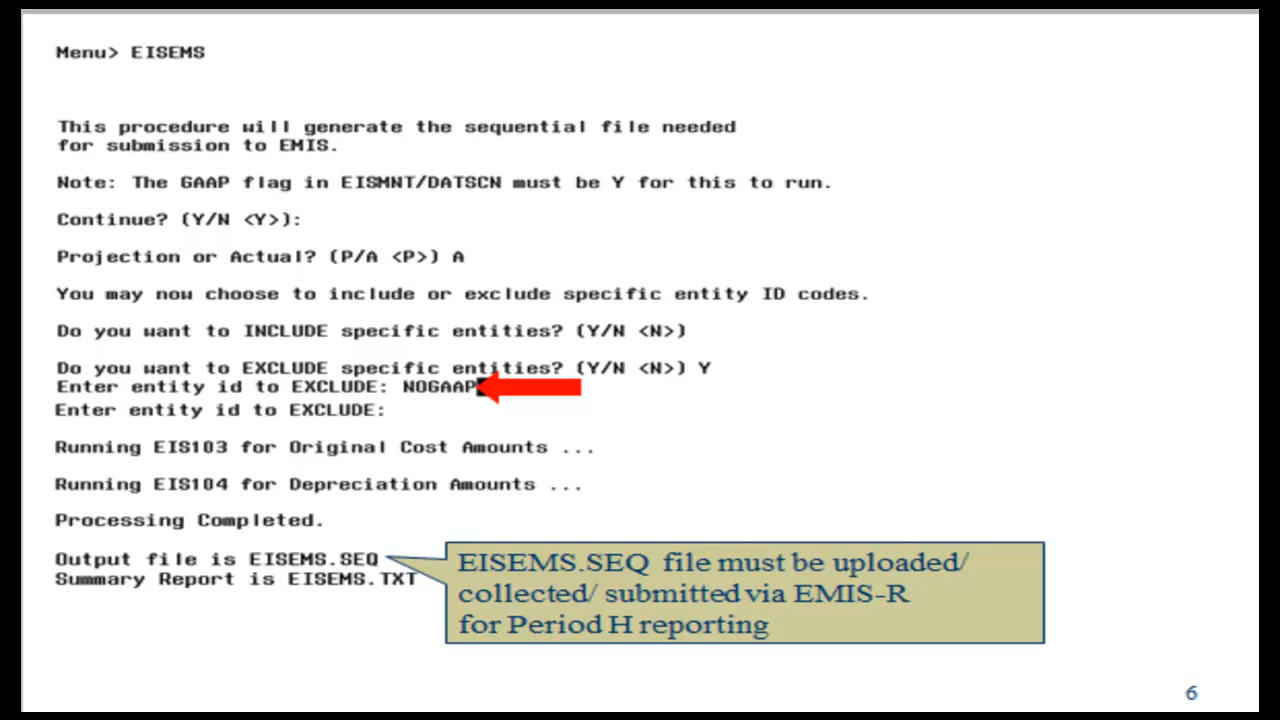 Menu> EISEMS
This procedure will generate the sequential file needed
for submission to EMIS.
Note: The GAAP flag in EISMNT/DATSCN must be Y for this to run.
Continue? (Y/N <Y>):
Projection or Actual? (P/A <P>) A
You may now choose to include or exclude specific entity ID codes.
Do you want to INCLUDE specific entities? (Y/N <N>)
Do you want to EXCLUDE specific entities? (Y/N <N>) Y
Enter entity id to EXCLUDE: NOGAAP
Enter entity id to EXCLUDE:
Running EIS103 for Original Cost Amounts ...
Running EIS104 for Depreciation Amounts ...
Processing Completed.
Output file is EISEMS.SEQ
Summary Report is EISEMS.TXT
EISEMS.SEQ file must be uploaded/
collected/ submitted via EMIS-R
for Period H reporting
6